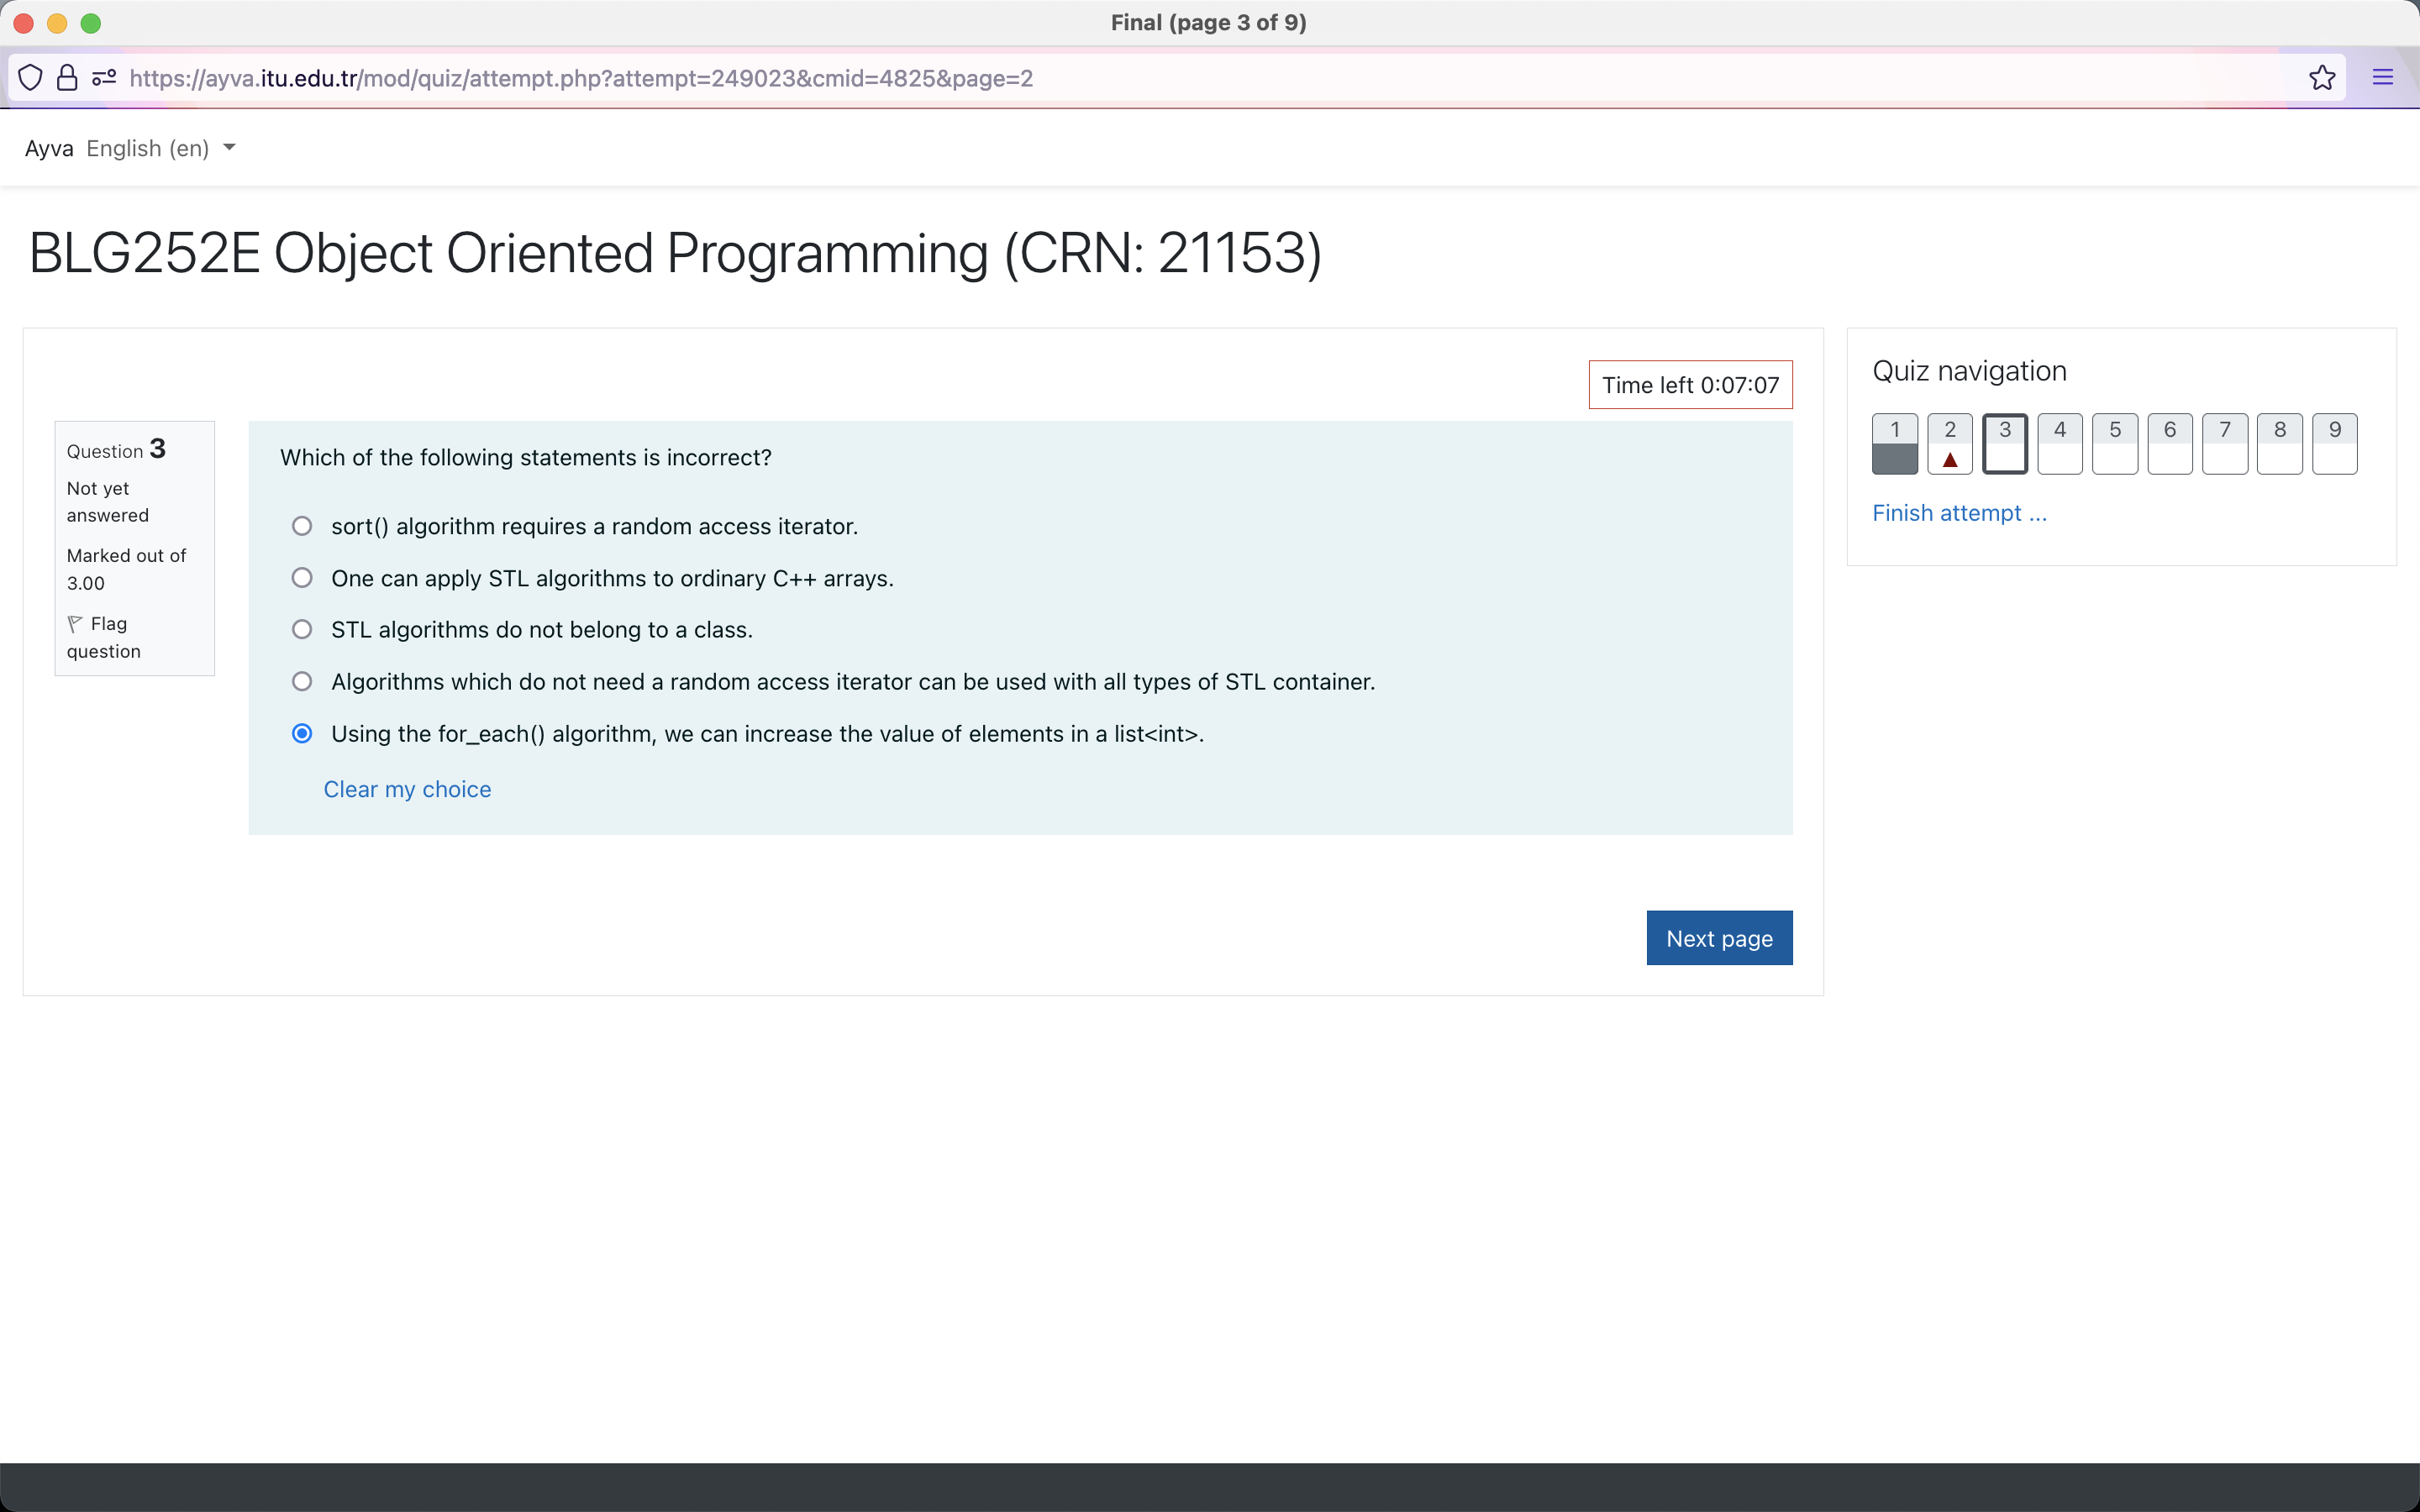 Final (page 3 of 9)
https://ayva.itu.edu.tr/mod/quiz/attempt.php?attempt=249023&cmid=4825&page=2
Ayva English (en)
BLG252E Object Oriented Programming (CRN: 21153)
Time left 0:07:07
Question 3
Not yet
answered
Marked out of
3.00
Flag
question
Which of the following statements is incorrect?
sort() algorithm requires a random access iterator.
One can apply STL algorithms to ordinary C++ arrays.
STL algorithms do not belong to a class.
Algorithms which do not need a random access iterator can be used with all types of STL container.
Using the for_each() algorithm, we can increase the value of elements in a list<int>.
Clear my choice
Next page
Quiz navigation
1 2 3 4 5 6 7 8 9
Finish attempt ...